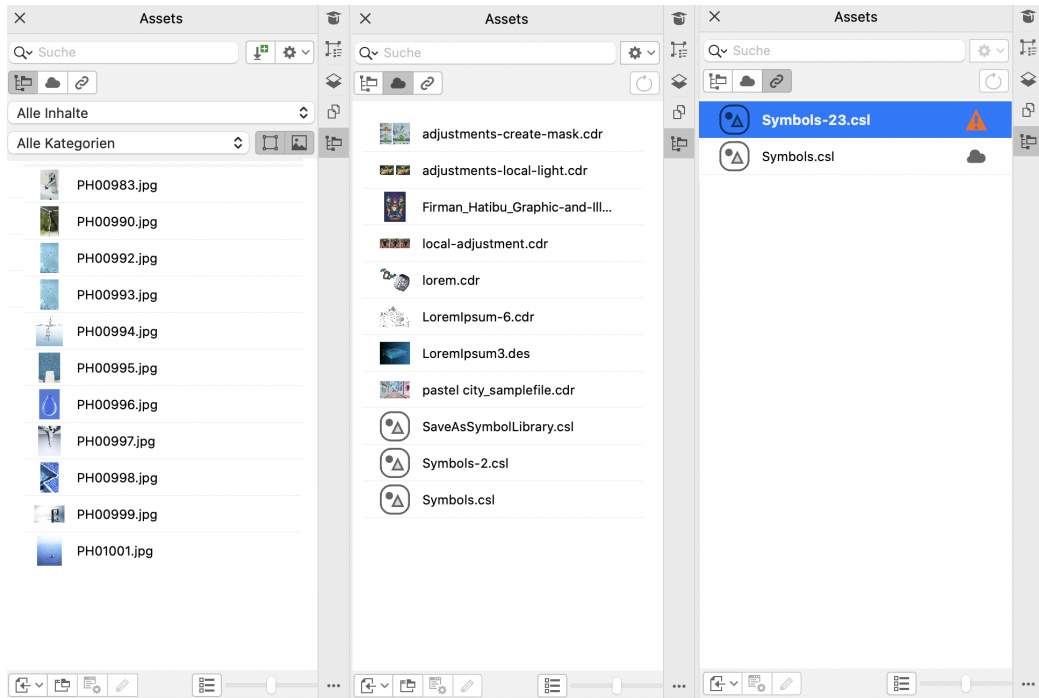 Assets
Suche
Alle Inhalte
Alle Kategorien
PH00983.jpg
PH00990.jpg
PH00992.jpg
PH00993.jpg
PH00994.jpg
PH00995.jpg
PH00996.jpg
PH00997.jpg
PH00998.jpg
PH00999.jpg
PH01001.jpg
Assets
Suche
adjustments-create-mask.cdr
adjustments-local-light.cdr
Firman_Hatibu_Graphic-and-Ill...
local-adjustment.cdr
lorem.cdr
LoremIpsum-6.cdr
LoremIpsum3.des
pastel city_samplefile.cdr
SaveAsSymbolLibrary.csl
Symbols-2.csl
Symbols.csl
Assets
Suche
Symbols-23.csl
Symbols.csl